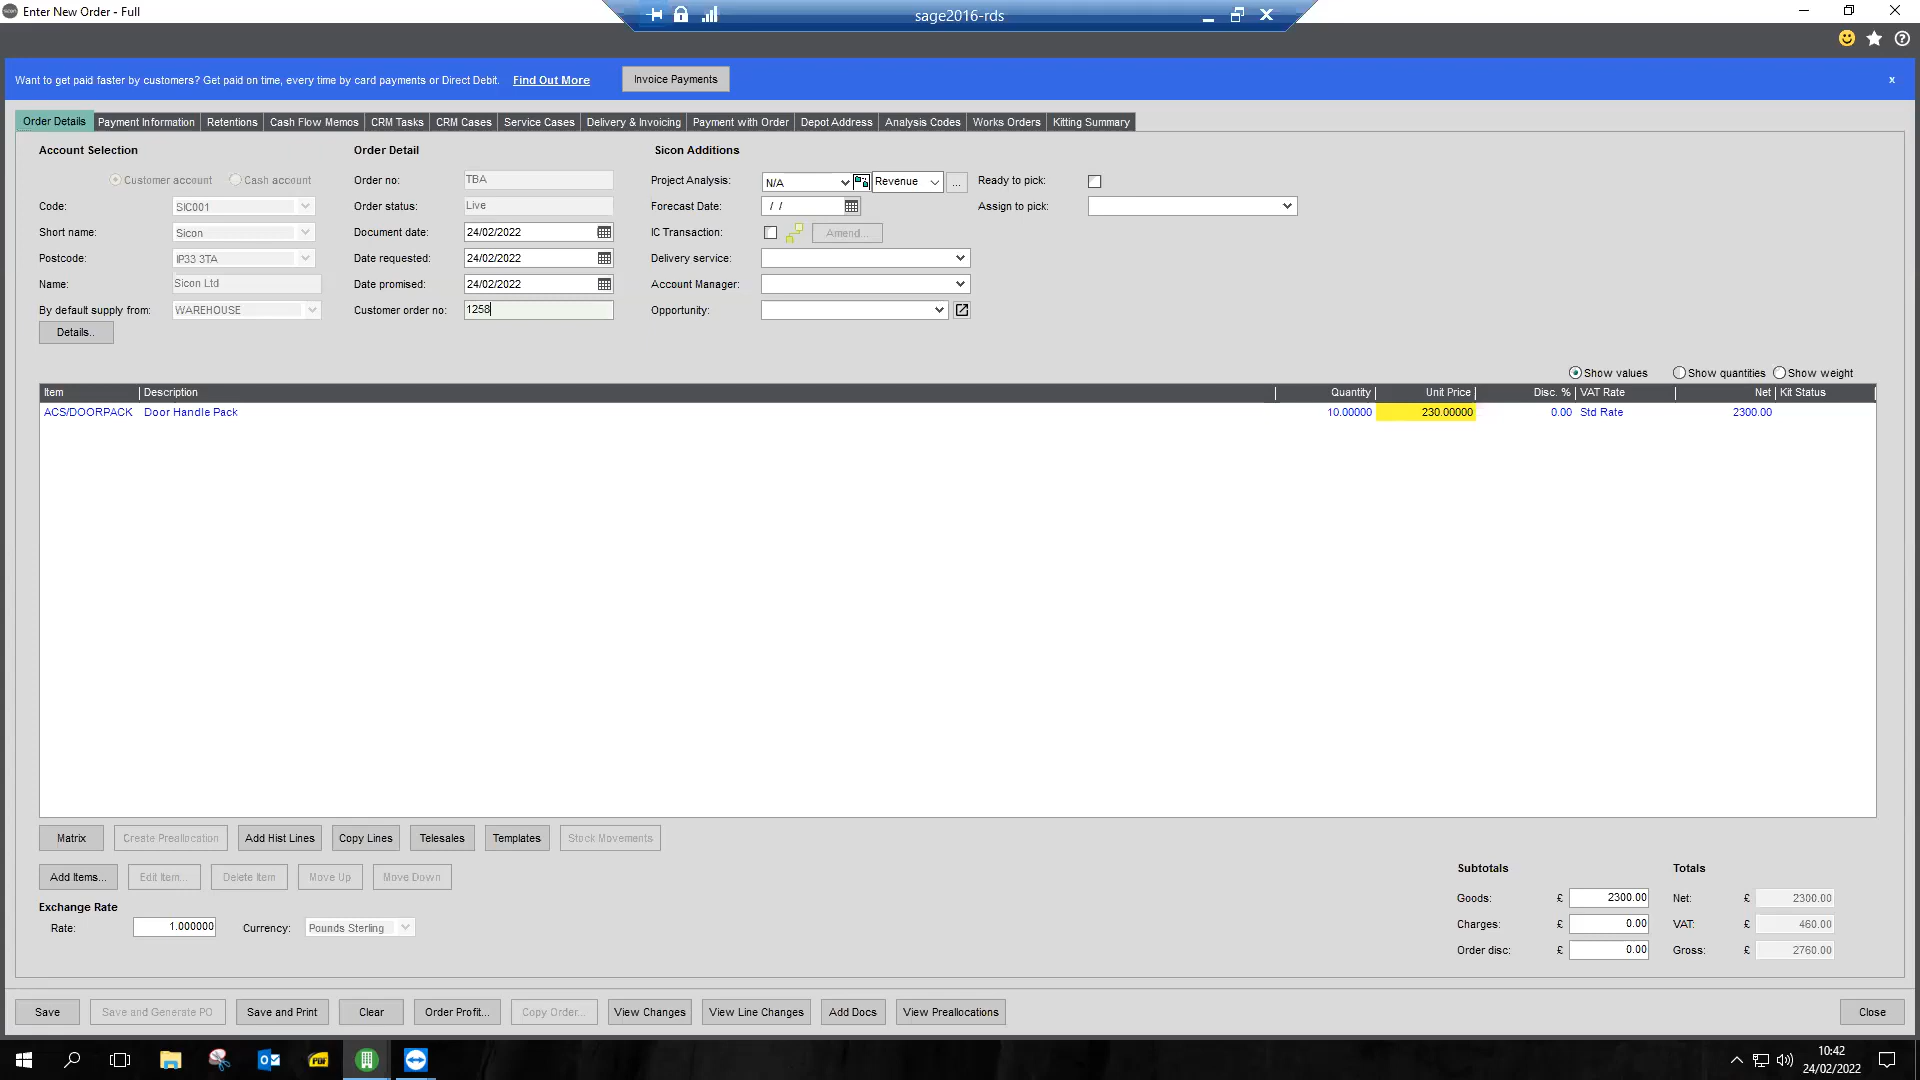 Enter New Order - Full
sage2016-rds
Want to get paid faster by customers? Get paid on time, every time by card payments or Direct Debit. Find Out More Invoice Payments x
Order Details Payment Information Retentions Cash Flow Memos CRM Tasks CRM Cases Service Cases Delivery & Invoicing Payment with Order Depot Address Analysis Codes Works Orders Kitting Summary
Account Selection Order Detail Sicon Additions
Customer account Cash account Order no: TBA Project Analysis: N/A Revenue ... Ready to pick:
Code: SIC001 Order status: Live Forecast Date: / / Assign to pick:
Short name: Sicon Document date: 24/02/2022 IC Transaction: Amend...
Postcode: IP33 3TA Date requested: 24/02/2022 Delivery service:
Name: Sicon Ltd Date promised: 24/02/2022 Account Manager:
By default supply from: WAREHOUSE Customer order no: 1258 Opportunity:
Details..
Show values Show quantities Show weight
Item Description Quantity Unit Price Disc. % VAT Rate Net Kit Status
ACS/DOORPACK Door Handle Pack 10.00000 230.00000 0.00 Std Rate 2300.00
Matrix Create Preallocation Add Hist Lines Copy Lines Telesales Templates Stock Movements
Add Items... Edit Item... Delete Item Move Up Move Down
Subtotals Totals
Goods: £ 2300.00 Net: £ 2300.00
Exchange Rate
Rate: 1.000000 Currency: Pounds Sterling Charges: £ 0.00 VAT: £ 460.00
Order disc: £ 0.00 Gross: £ 2760.00
Save Save and Generate PO Save and Print Clear Order Profit... Copy Order... View Changes View Line Changes Add Docs View Preallocations Close
PDF
10:42
24/02/2022